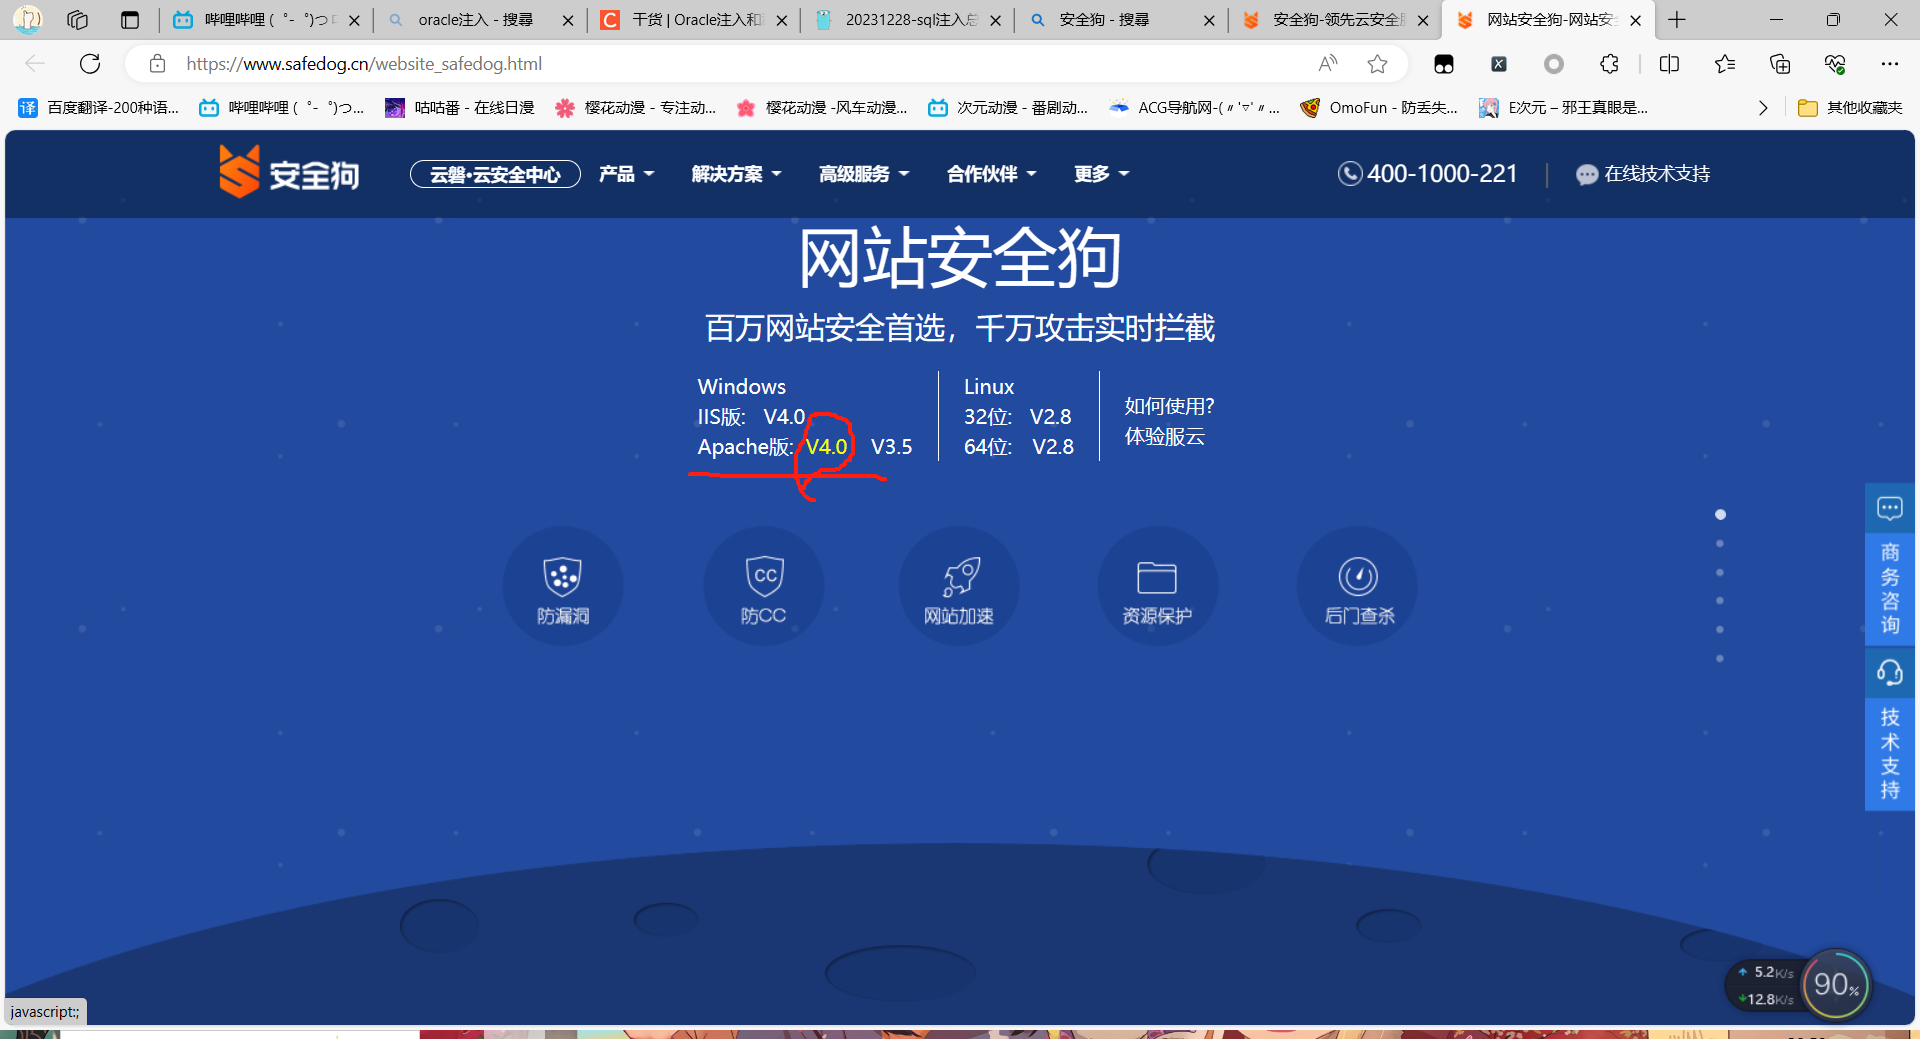 哔哩哔哩 (゜-゜)つ
oracle注入 - 搜尋
干货 | Oracle注入和
20231228-sql注入总
安全狗 - 搜尋
安全狗-领先云安全
网站安全狗-网站安全
https://www.safedog.cn/website_safedog.html
百度翻译-200种语...
哔哩哔哩 (゜-゜)つ...
咕咕番 - 在线日漫
樱花动漫 - 专注动...
樱花动漫 -风车动漫...
次元动漫 - 番剧动...
ACG导航网-(〃'▽'〃...
OmoFun - 防丢失...
E次元 – 邪王真眼是...
其他收藏夹
安全狗
云磐·云安全中心
产品
解决方案
高级服务
合作伙伴
更多
400-1000-221
在线技术支持
网站安全狗
百万网站安全首选，千万攻击实时拦截
Windows
IIS版: V4.0
Apache版: V4.0 V3.5
Linux
32位: V2.8
64位: V2.8
如何使用?
体验服云
防漏洞
CC
防CC
网站加速
资源保护
后门查杀
商务咨询
技术支持
5.2K/s
12.8K/s
90%
javascript:;